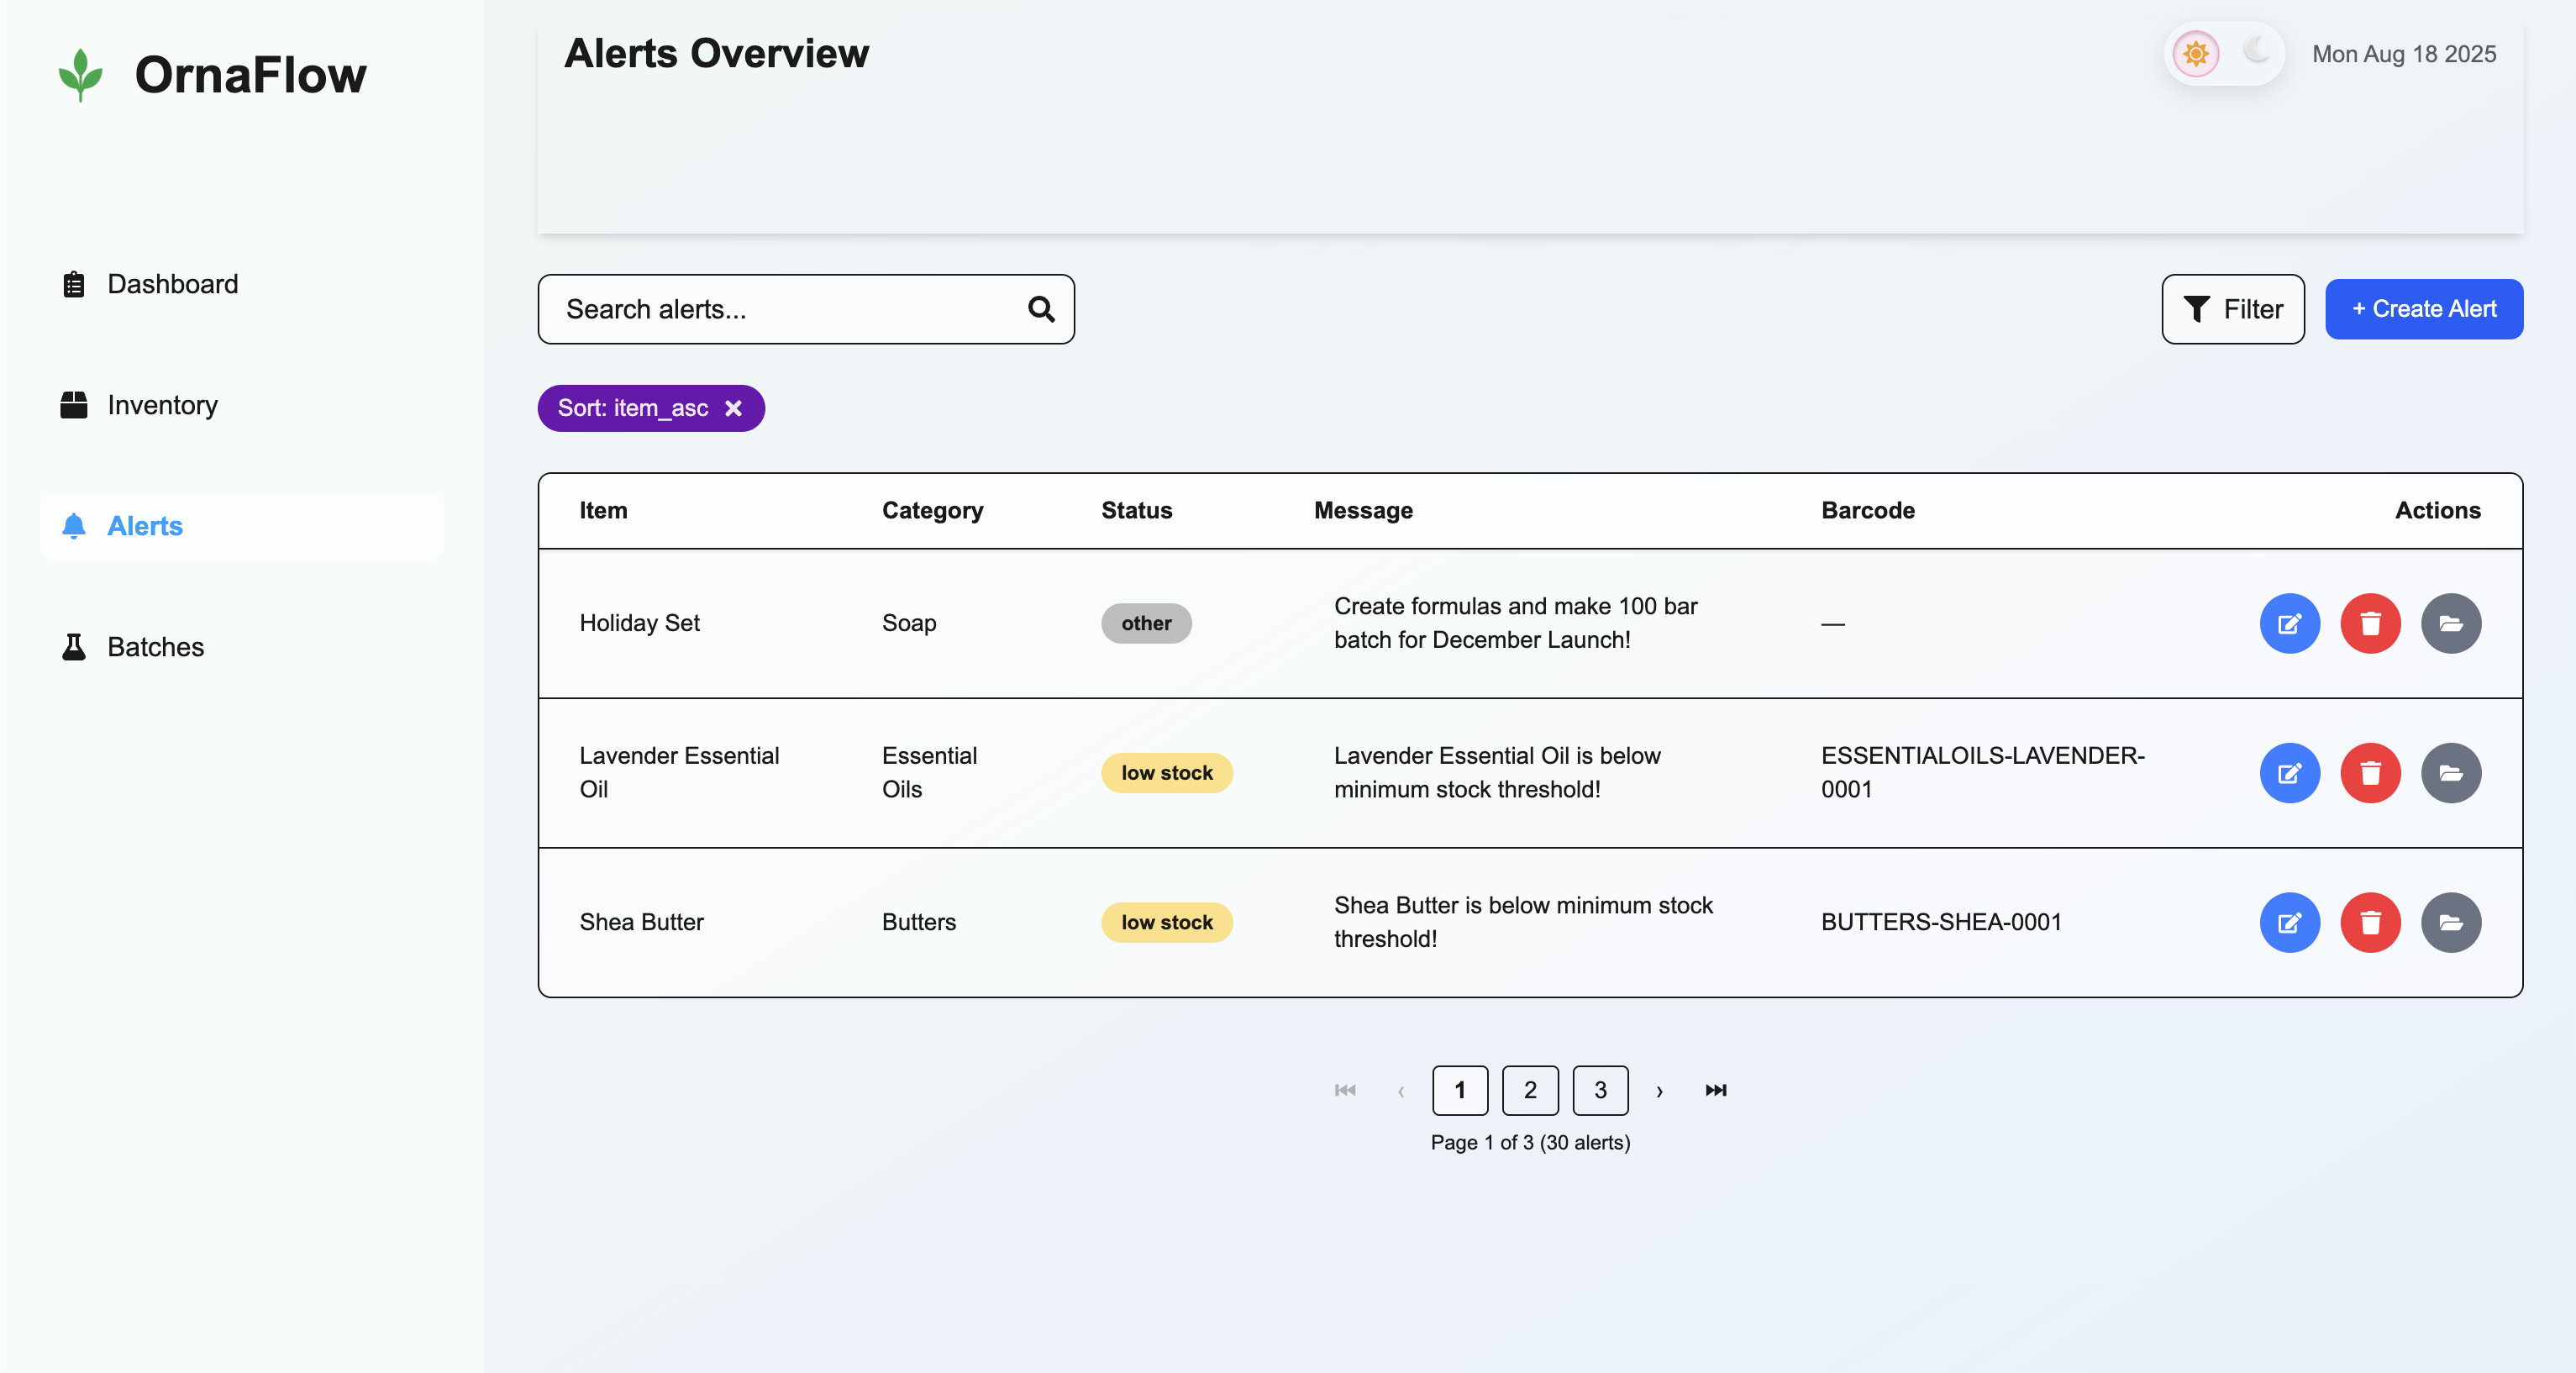 OrnaFlow
Dashboard
Inventory
Alerts
Batches
Alerts Overview
Mon Aug 18 2025
Search alerts...
Filter
+ Create Alert
Sort: item_asc
Item Category Status Message Barcode Actions
Holiday Set Soap other Create formulas and make 100 bar
batch for December Launch!
—
Lavender Essential
Oil
Essential
Oils
low stock
Lavender Essential Oil is below
minimum stock threshold!
ESSENTIALOILS-LAVENDER-
0001
Shea Butter
Butters
low stock
Shea Butter is below minimum stock
threshold!
BUTTERS-SHEA-0001
‹ 1 2 3 ›
Page 1 of 3 (30 alerts)